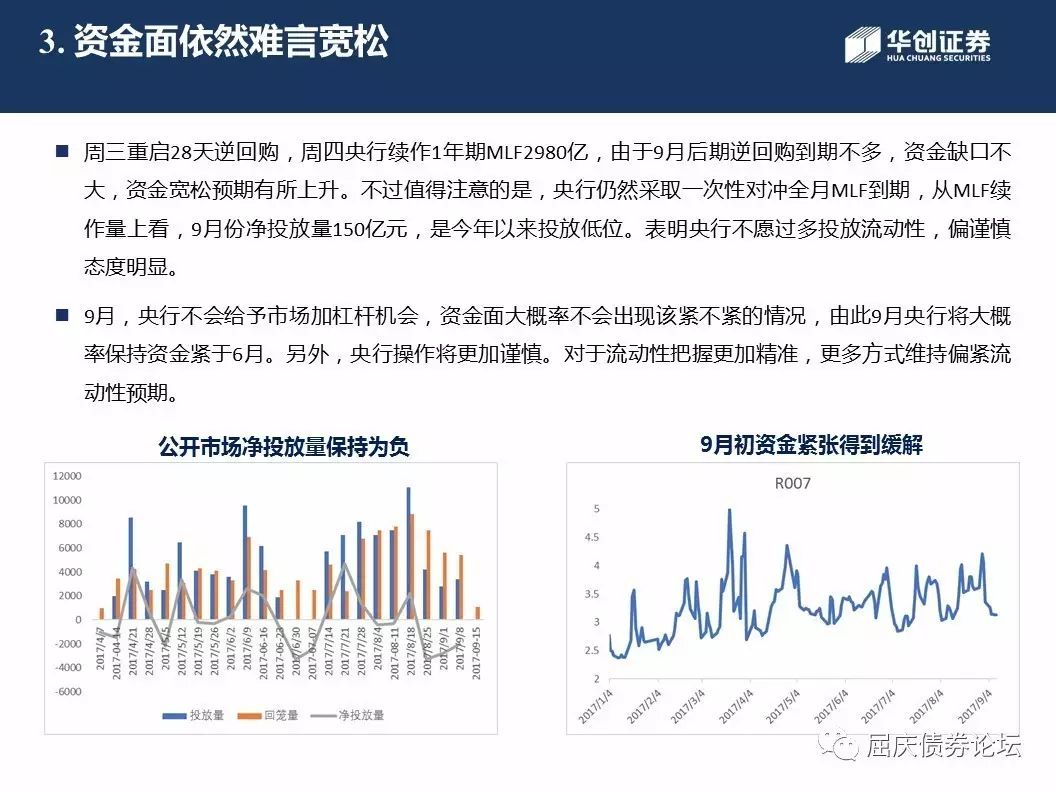 3. 资金面依然难言宽松
华创证券
HUA CHUANG SECURITIES
周三重启28天逆回购，周四央行续作1年期MLF2980亿，由于9月后期逆回购到期不多，资金缺口不
大，资金宽松预期有所上升。不过值得注意的是，央行仍然采取一次性对冲全月MLF到期，从MLF续
作量上看，9月份净投放量150亿元，是今年以来投放低位。表明央行不愿过多投放流动性，偏谨慎
态度明显。
9月，央行不会给予市场加杠杆机会，资金面大概率不会出现该紧不紧的情况，由此9月央行将大概
率保持资金紧于6月。另外，央行操作将更加谨慎。对于流动性把握更加精准，更多方式维持偏紧流
动性预期。
公开市场净投放量保持为负
12000
10000
8000
6000
4000
2000
0
-2000
-4000
-6000
2017/4/7
2017-04-14
2017/4/21
2017/4/28
2017/5/5
2017/5/12
2017/5/19
2017/5/26
2017/6/2
2017/6/9
2017-06-16
2017-06-23
2017/6/30
2017-07-07
2017/7/14
2017/7/21
2017/7/28
2017/8/4
2017-08-11
2017/8/18
2017/8/25
2017/9/1
2017/9/8
2017-09-15
投放量
回笼量
净投放量
9月初资金紧张得到缓解
R007
5
4.5
4
3.5
3
2.5
2
2017/1/4
2017/2/4
2017/3/4
2017/4/4
2017/5/4
2017/6/4
2017/7/4
2017/8/4
2017/9/4
屈庆债券论坛